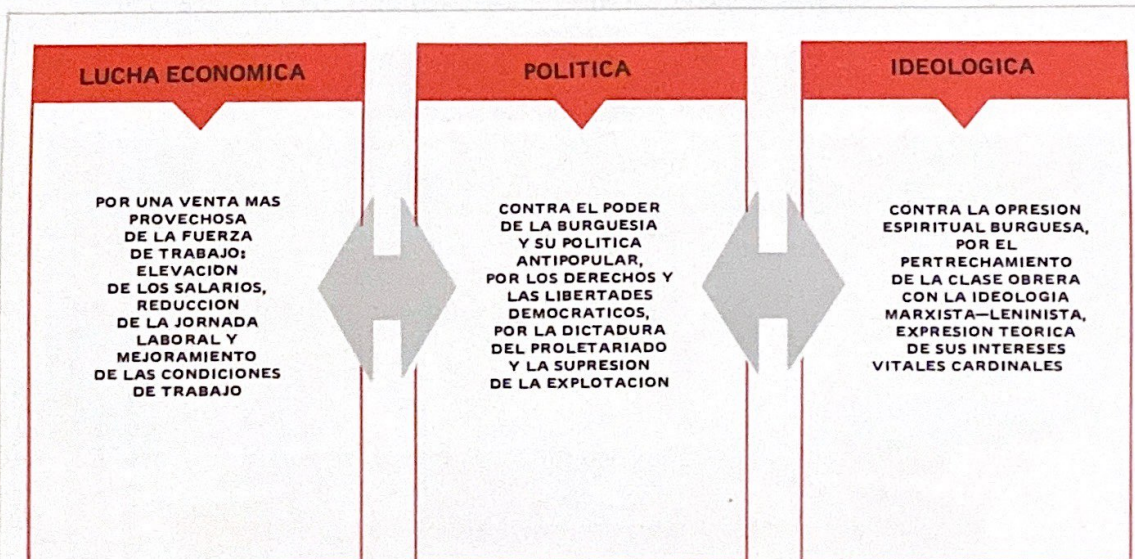 LUCHA ECONOMICA
POR UNA VENTA MAS
PROVECHOSA
DE LA FUERZA
DE TRABAJO:
ELEVACION
DE LOS SALARIOS,
REDUCCION
DE LA JORNADA
LABORAL Y
MEJORAMIENTO
DE LAS CONDICIONES
DE TRABAJO
POLITICA
CONTRA EL PODER
DE LA BURGUESIA
Y SU POLITICA
ANTIPOPULAR,
POR LOS DERECHOS Y
LAS LIBERTADES
DEMOCRATICOS,
POR LA DICTADURA
DEL PROLETARIADO
Y LA SUPRESION
DE LA EXPLOTACION
IDEOLOGICA
CONTRA LA OPRESION
ESPIRITUAL BURGUESA,
POR EL
PERTRECHAMIENTO
DE LA CLASE OBRERA
CON LA IDEOLOGIA
MARXISTA—LENINISTA,
EXPRESION TEORICA
DE SUS INTERESES
VITALES CARDINALES